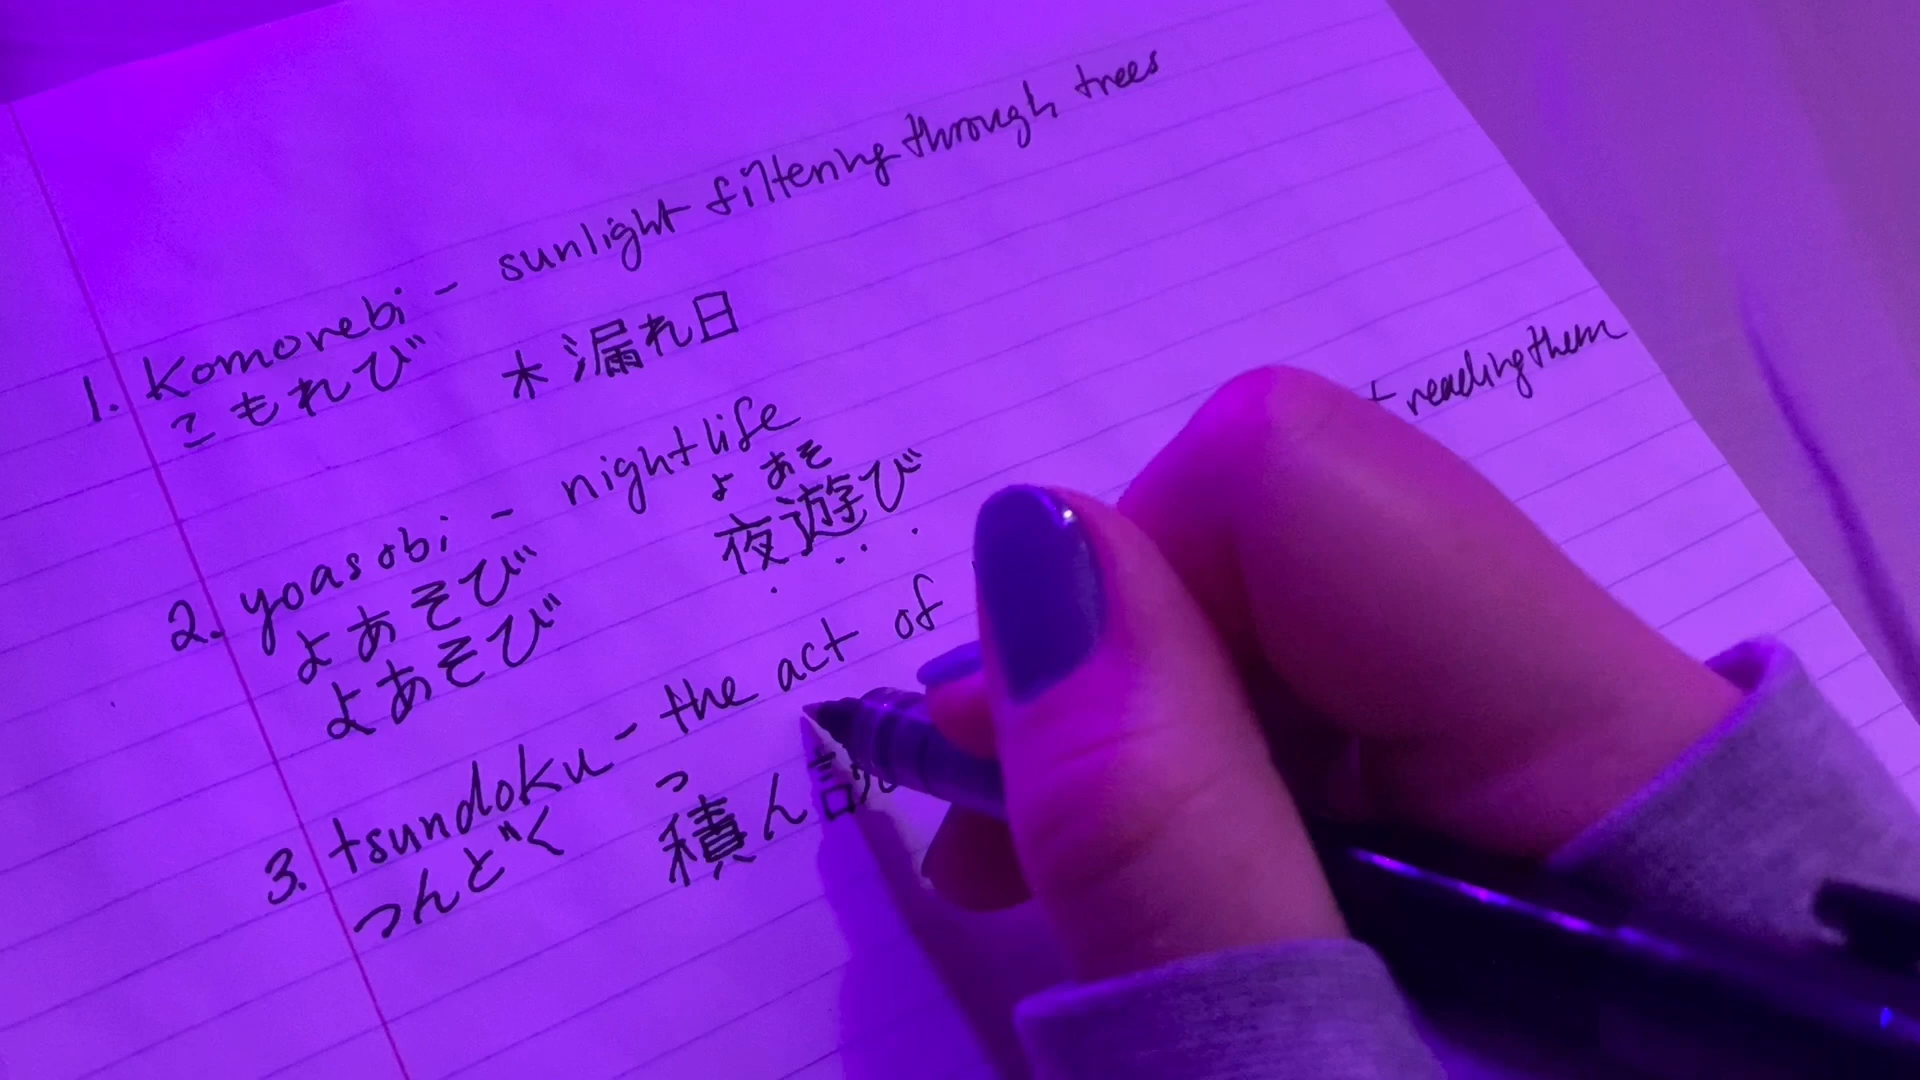 1. Komorebi - sunlight filtering through trees
こもれび 木漏れ日
2. yoasobi - nightlife
よ あそ
よあそび 夜遊び
よあそび
3. tsundoku - the act of reading them
つ
つんどく 積ん読